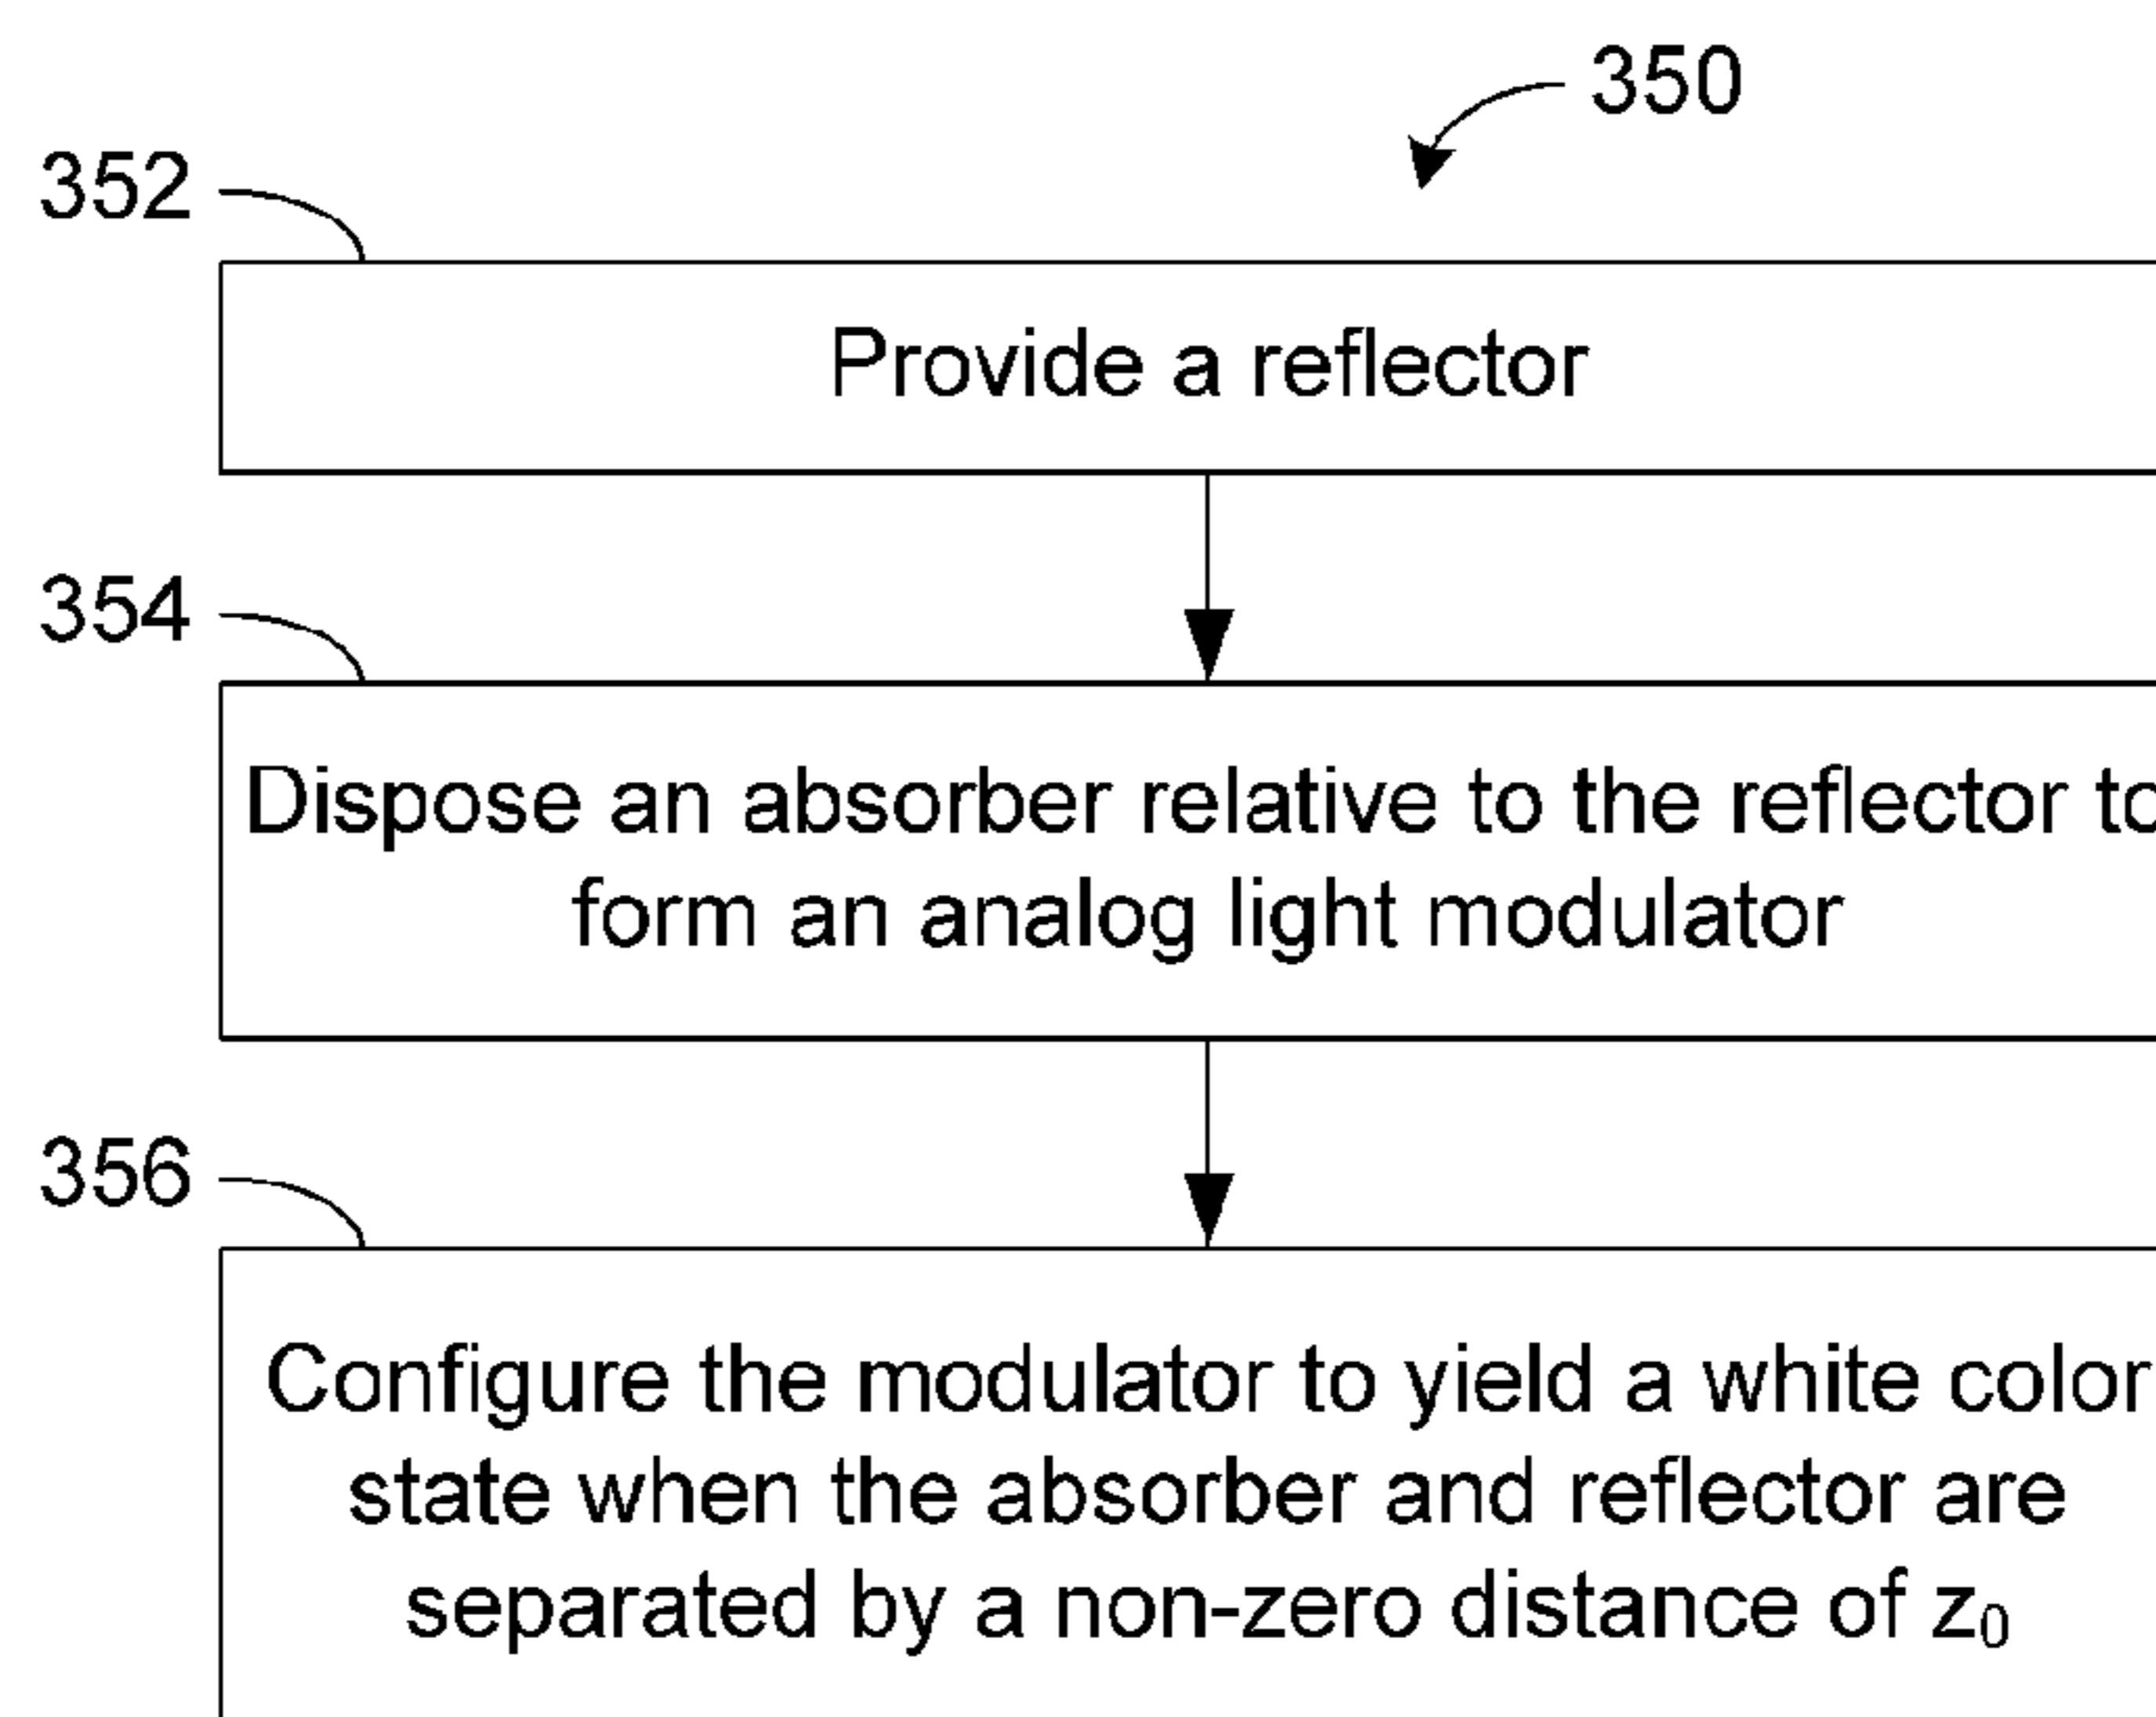 350
352
Provide a reflector
354
Dispose an absorber relative to the reflector to
form an analog light modulator
356
Configure the modulator to yield a white color
state when the absorber and reflector are
separated by a non-zero distance of z₀